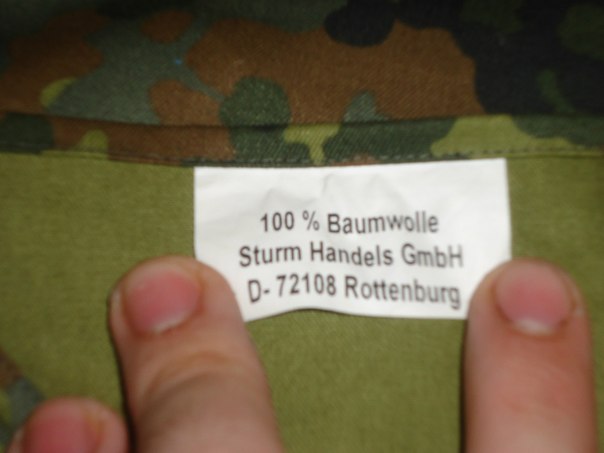 100 % Baumwolle
Sturm Handels GmbH
D- 72108 Rottenburg